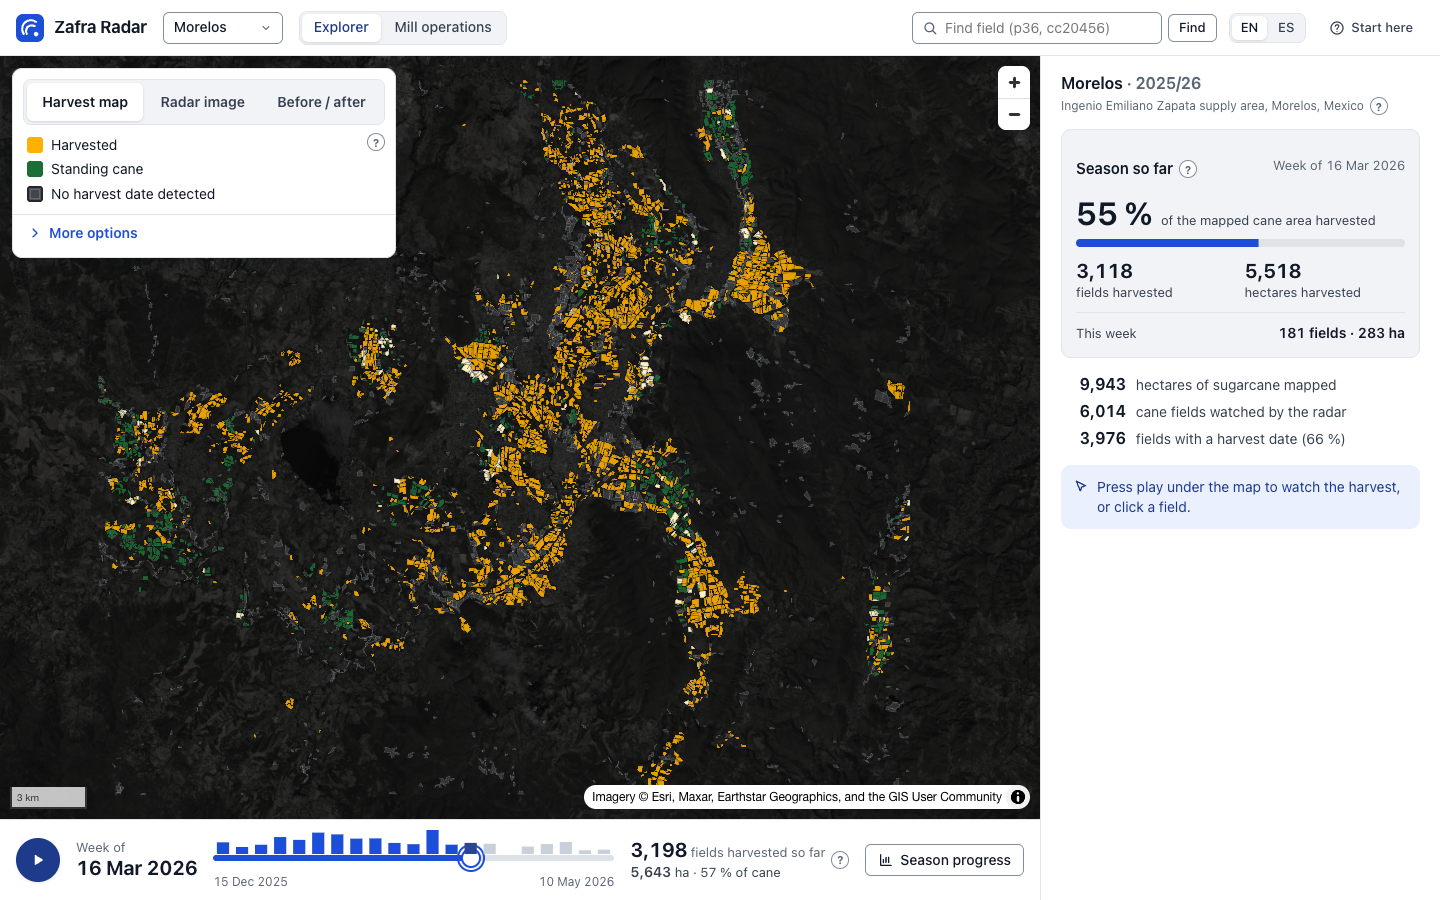 Zafra Radar
Morelos
Explorer
Mill operations
Find field (p36, cc20456)
Find
EN
ES
Start here
Harvest map
Radar image
Before / after
Harvested
?
Standing cane
No harvest date detected
More options
+
−
3 km
Imagery © Esri, Maxar, Earthstar Geographics, and the GIS User Community
Morelos · 2025/26
Ingenio Emiliano Zapata supply area, Morelos, Mexico ?
Season so far ?
Week of 16 Mar 2026
55 % of the mapped cane area harvested
3,118
fields harvested
5,518
hectares harvested
This week
181 fields · 283 ha
9,943 hectares of sugarcane mapped
6,014 cane fields watched by the radar
3,976 fields with a harvest date (66 %)
Press play under the map to watch the harvest,
or click a field.
Week of
16 Mar 2026
15 Dec 2025
10 May 2026
3,198 fields harvested so far
5,643 ha · 57 % of cane
?
Season progress